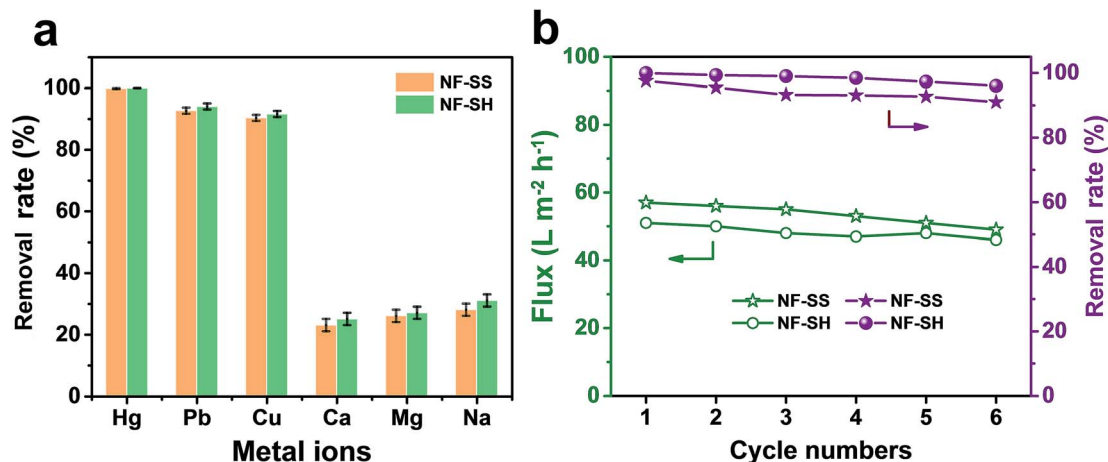 a
Removal rate (%)
100
80
60
40
20
0
NF-SS
NF-SH
Hg Pb Cu Ca Mg Na
Metal ions
b
Flux (L m⁻² h⁻¹)
100
80
60
40
20
0
NF-SS NF-SS
NF-SH NF-SH
100
80
60
40
20
0
Removal rate (%)
1 2 3 4 5 6
Cycle numbers